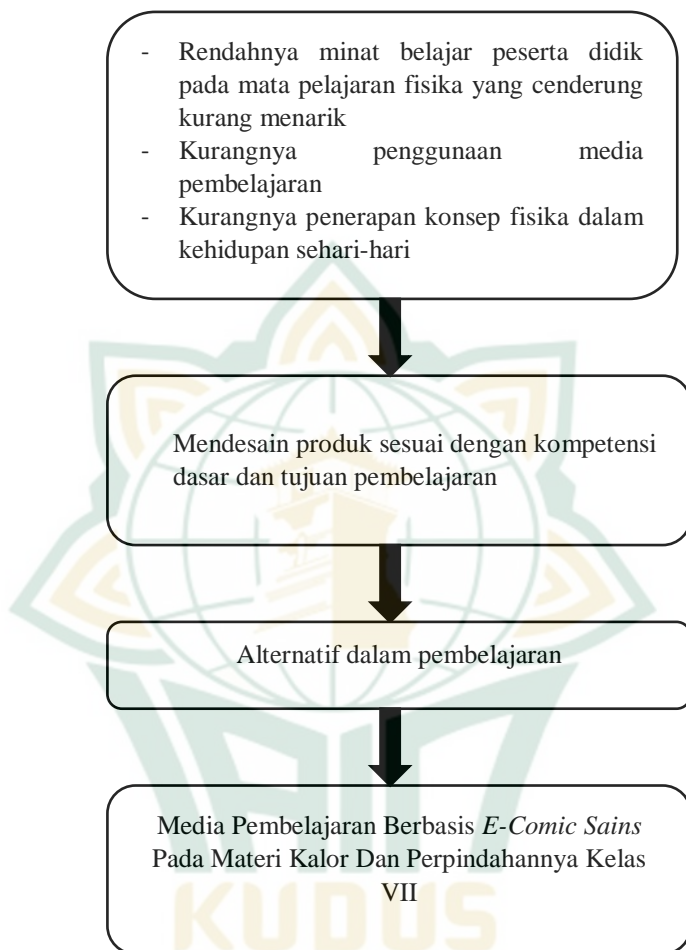 - Rendahnya minat belajar peserta didik
pada mata pelajaran fisika yang cenderung
kurang menarik
- Kurangnya penggunaan media
pembelajaran
- Kurangnya penerapan konsep fisika dalam
kehidupan sehari-hari
Mendesain produk sesuai dengan kompetensi
dasar dan tujuan pembelajaran
Alternatif dalam pembelajaran
Media Pembelajaran Berbasis E-Comic Sains
Pada Materi Kalor Dan Perpindahannya Kelas
VII
IAIN
KUDUS